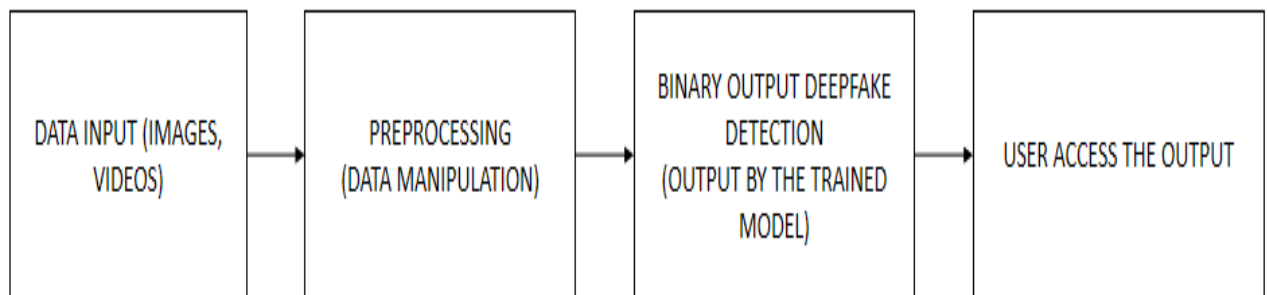 DATA INPUT (IMAGES,
VIDEOS)
PREPROCESSING
(DATA MANIPULATION)
BINARY OUTPUT DEEPFAKE
DETECTION
(OUTPUT BY THE TRAINED
MODEL)
USER ACCESS THE OUTPUT